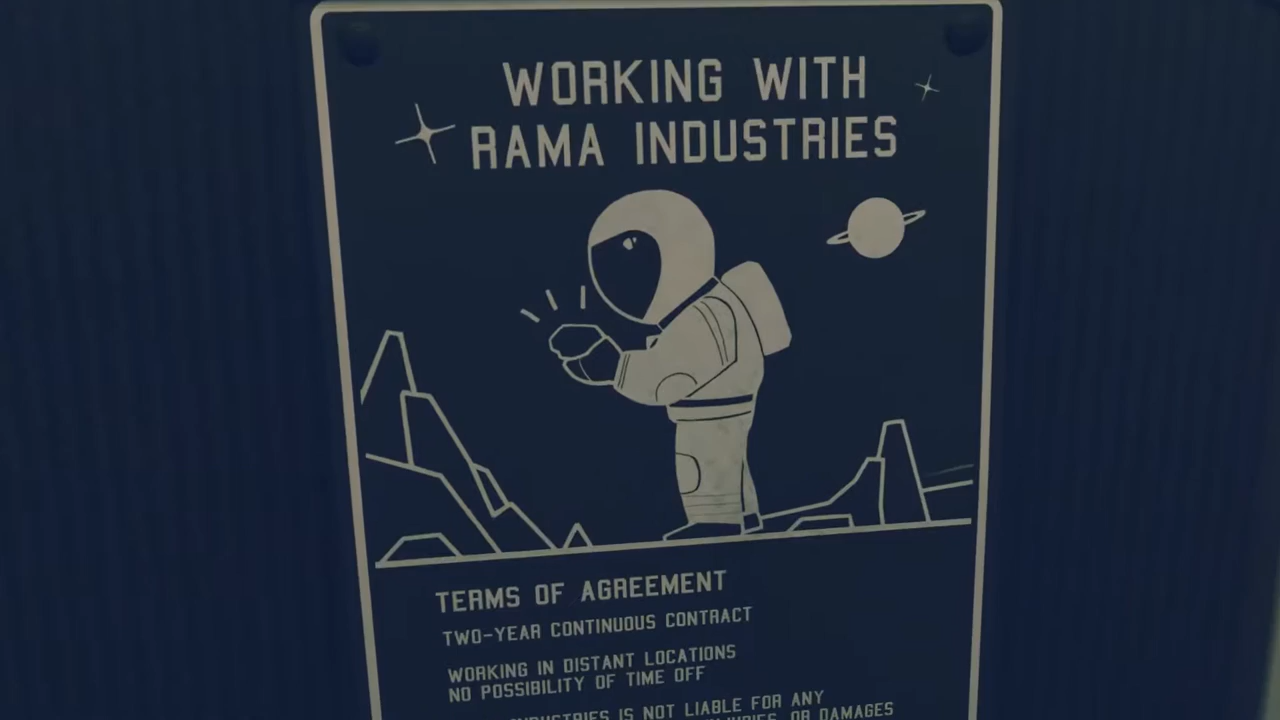 WORKING WITH
RAMA INDUSTRIES
TERMS OF AGREEMENT
TWO-YEAR CONTINUOUS CONTRACT
WORKING IN DISTANT LOCATIONS
NO POSSIBILITY OF TIME OFF
INDUSTRIES IS NOT LIABLE FOR ANY
OR DAMAGES